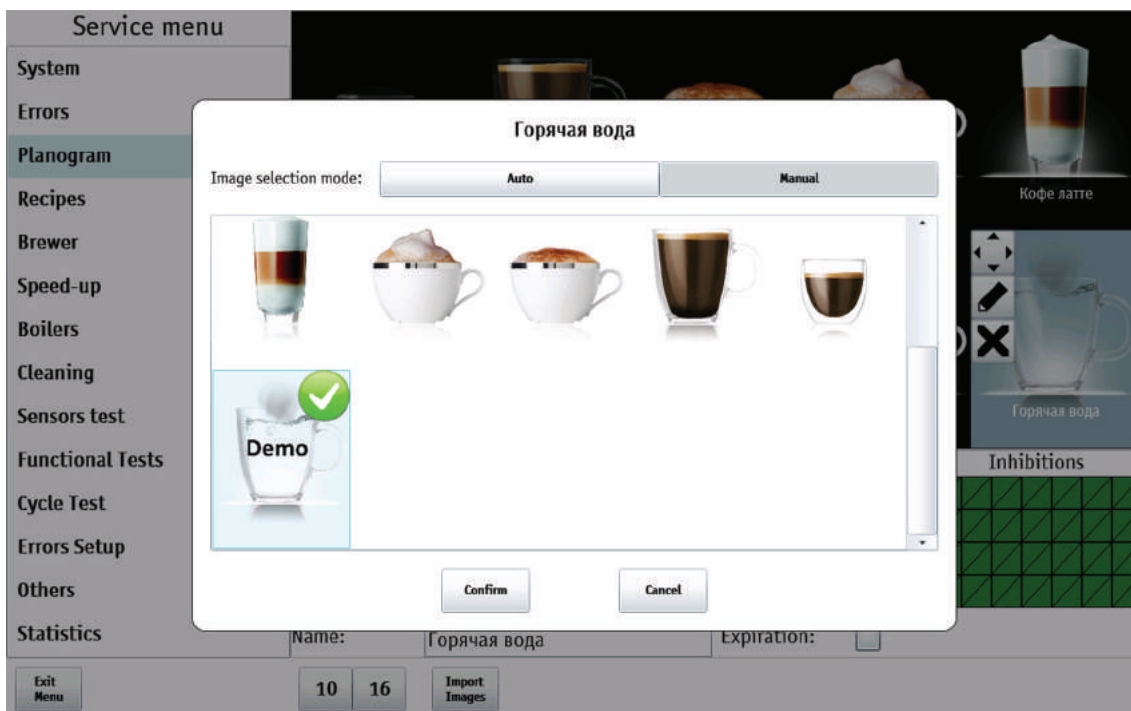 Service menu
System
Errors
Planogram
Recipes
Brewer
Speed-up
Boilers
Cleaning
Sensors test
Functional Tests
Cycle Test
Errors Setup
Others
Statistics
Exit
Menu
Горячая вода
Image selection mode:
Auto
Manual
Demo
Confirm
Cancel
Кофе латте
Горячая вода
Inhibitions
Name:
Горячая вода
Expiration:
10
16
Import
Images